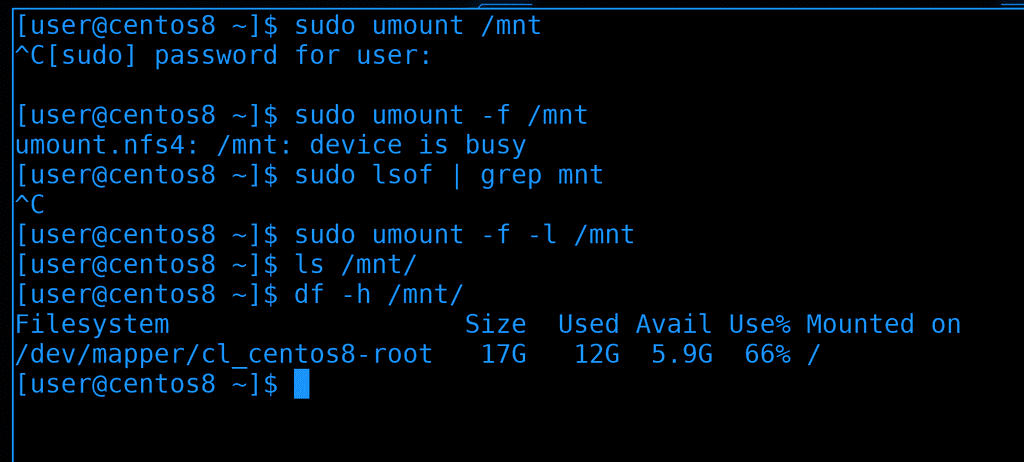 [user@centos8 ~]$ sudo umount /mnt
^C[sudo] password for user:
[user@centos8 ~]$ sudo umount -f /mnt
umount.nfs4: /mnt: device is busy
[user@centos8 ~]$ sudo lsof | grep mnt
^C
[user@centos8 ~]$ sudo umount -f -l /mnt
[user@centos8 ~]$ ls /mnt/
[user@centos8 ~]$ df -h /mnt/
Filesystem                   Size  Used Avail Use% Mounted on
/dev/mapper/cl_centos8-root   17G   12G  5.9G  66% /
[user@centos8 ~]$